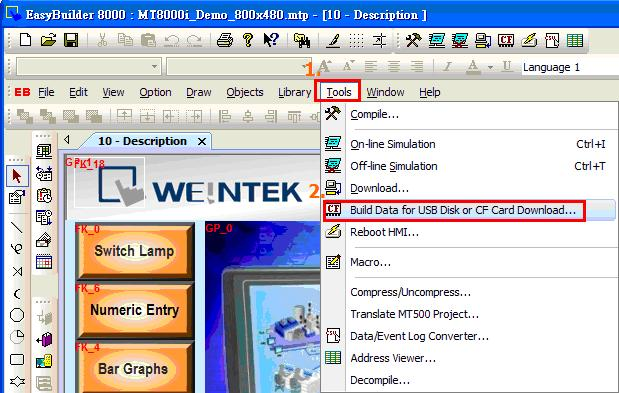 EasyBuilder 8000 : MT8000i_Demo_800x480.mtp - [10 - Description ]
1.
Language 1
EB File Edit View Option Draw Objects Library Tools Window Help
Compile...
10 - Description
On-line Simulation Ctrl+I
Off-line Simulation Ctrl+T
WEINTEK
Download...
2.
Build Data for USB Disk or CF Card Download...
FK_0
GP_0
Reboot HMI...
Switch Lamp
Macro...
FK_6
Compress/Uncompress...
Numeric Entry
Translate MT500 Project...
Data/Event Log Converter...
FK_4
Address Viewer...
Bar Graphs
Decompile...